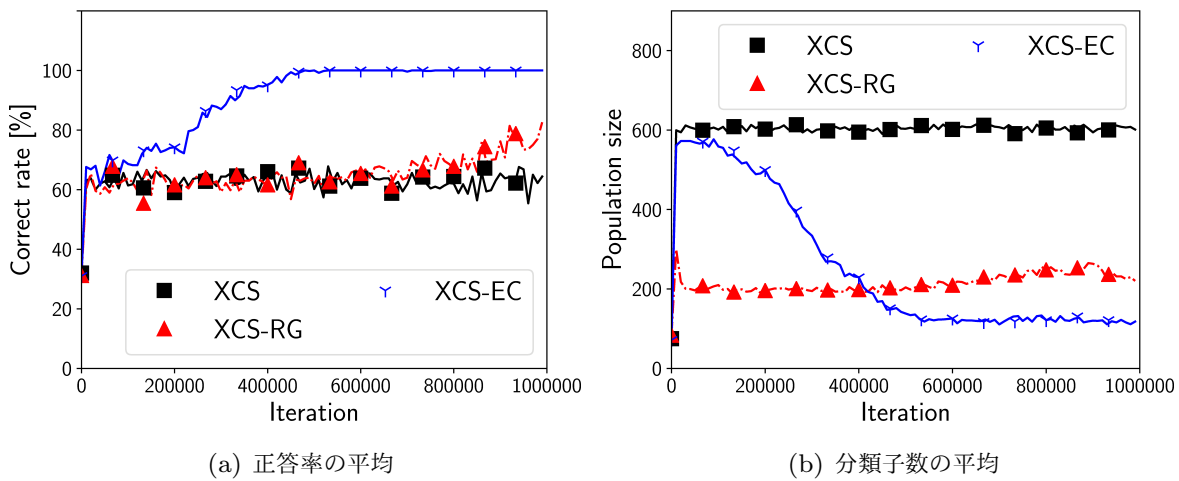 Correct rate [%]
100
80
60
40
20
0
XCS
XCS-EC
XCS-RG
0 200000 400000 600000 800000 1000000
Iteration
(a) 正答率の平均
Population size
800
600
400
200
0
XCS
XCS-EC
XCS-RG
0 200000 400000 600000 800000 1000000
Iteration
(b) 分類子数の平均